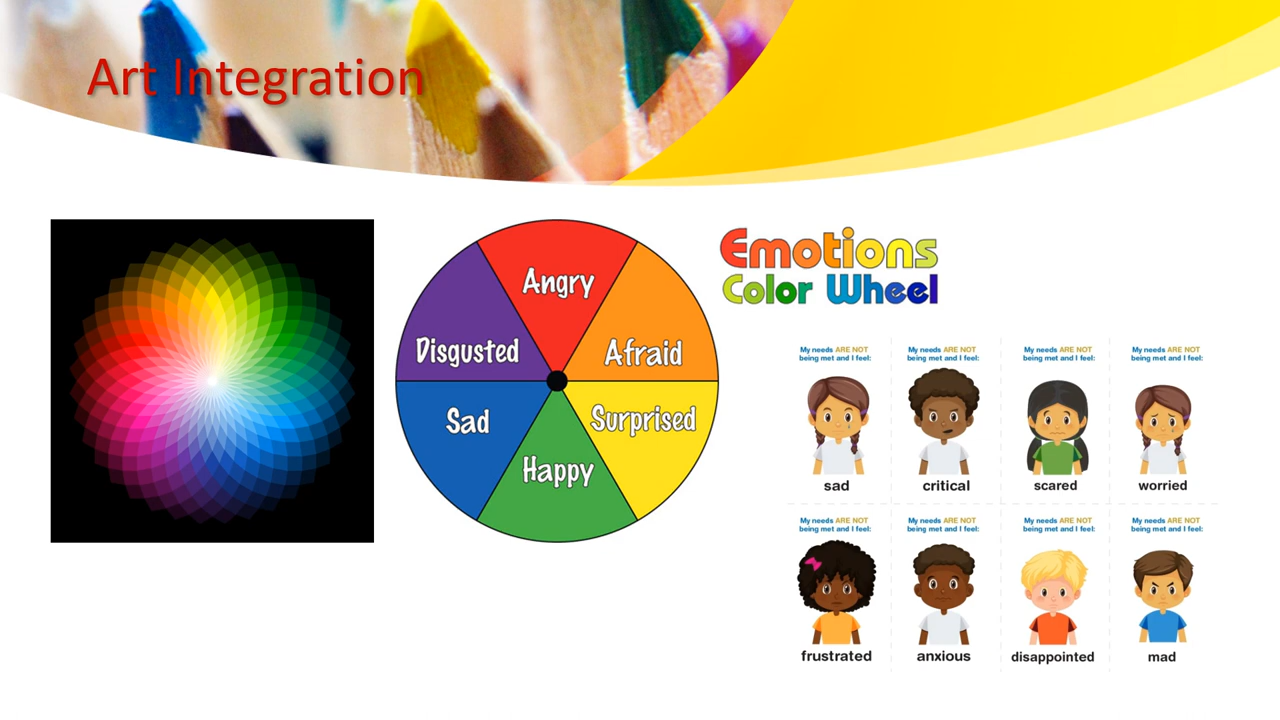 Art Integration
Angry
Disgusted
Afraid
Sad
Surprised
Happy
Emotions
Color Wheel
My needs ARE NOT
being met and I feel:
sad
My needs ARE NOT
being met and I feel:
critical
My needs ARE NOT
being met and I feel:
scared
My needs ARE NOT
being met and I feel:
worried
My needs ARE NOT
being met and I feel:
frustrated
My needs ARE NOT
being met and I feel:
anxious
My needs ARE NOT
being met and I feel:
disappointed
My needs ARE NOT
being met and I feel:
mad